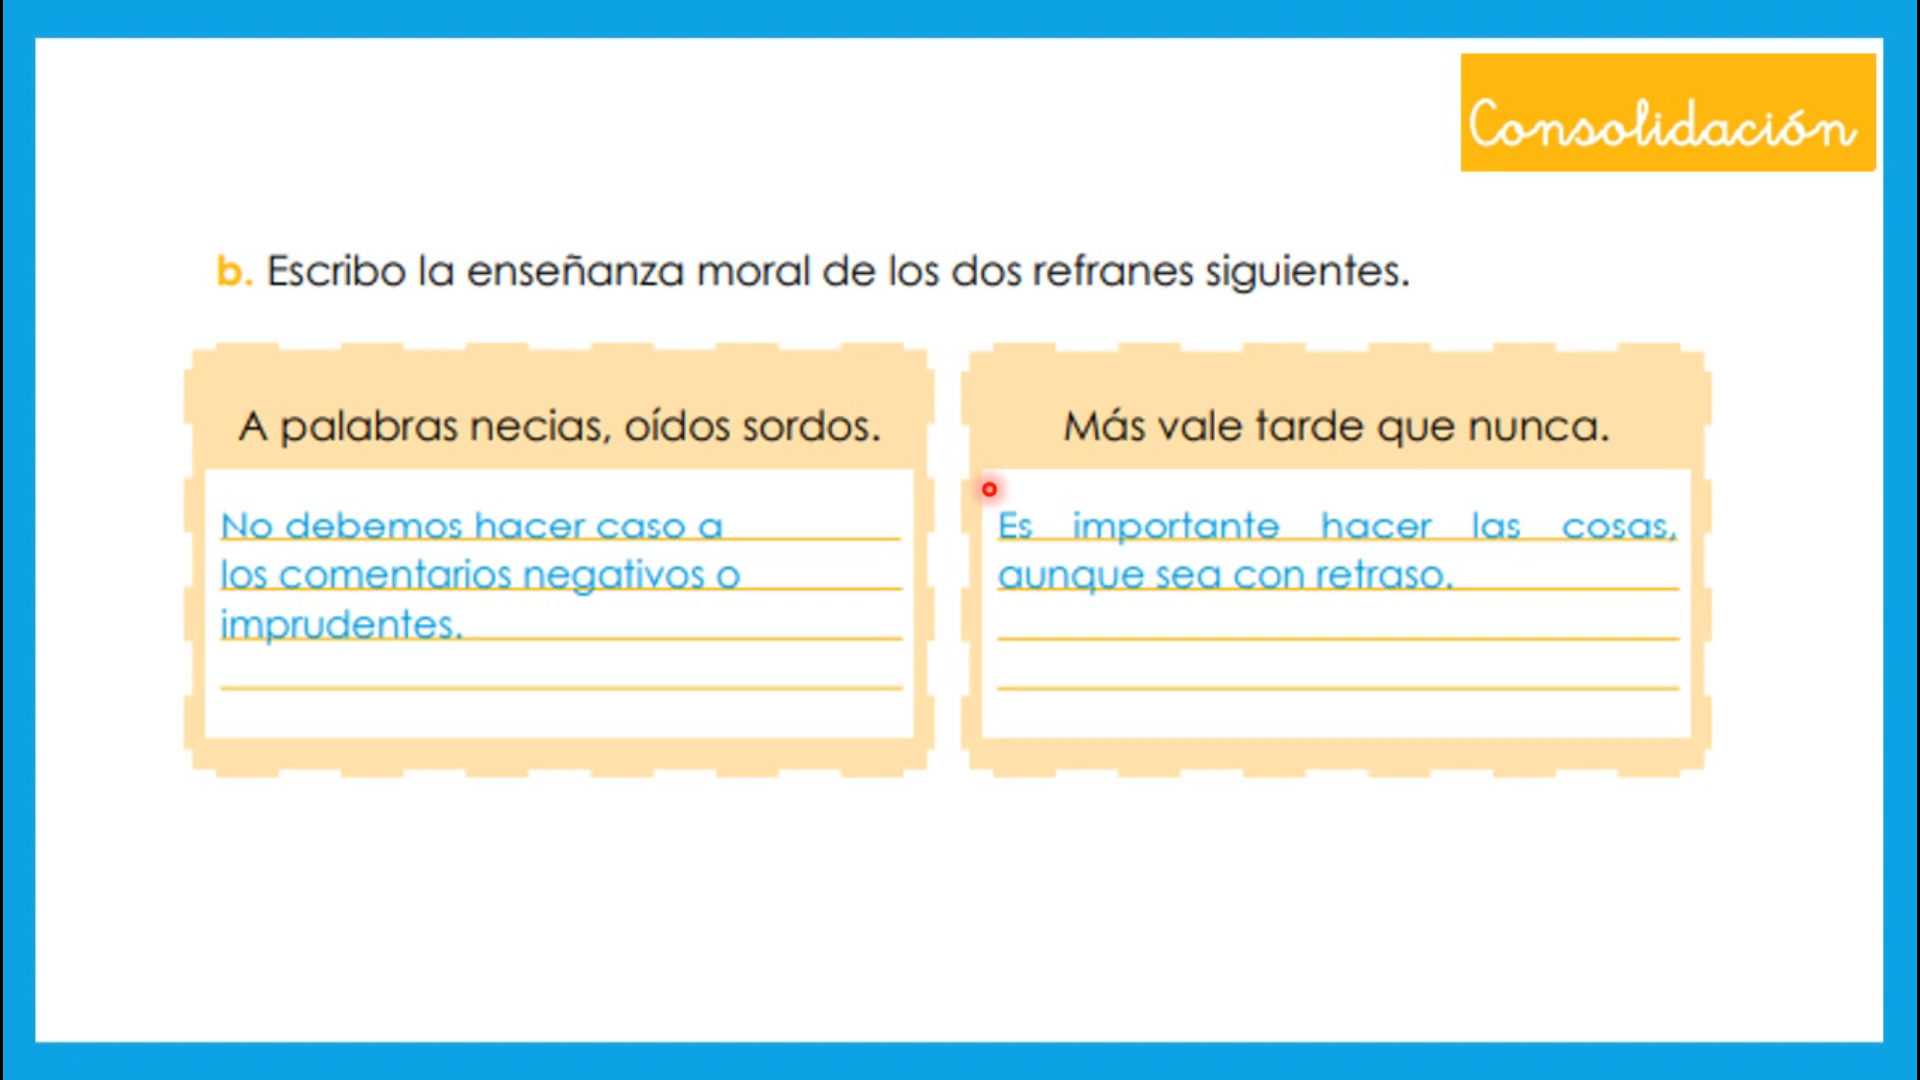 Consolidación
b. Escribo la enseñanza moral de los dos refranes siguientes.
A palabras necias, oídos sordos.
No debemos hacer caso a
los comentarios negativos o
imprudentes.
Más vale tarde que nunca.
Es importante hacer las cosas,
aunque sea con retraso.